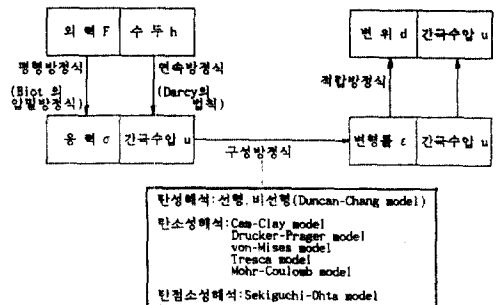 외 력 F 수 두 h
변 위 d 간극수압 u
평형방정식 연속방정식
(Biot 의 압밀방정식) (Darcy의 법칙)
적합방정식
응 력 σ 간극수압 u
변형률 ε 간극수압 u
구성방정식
탄성해석:선형,비선형(Duncan-Chang model)
탄소성해석:Cam-Clay model
Drucker-Prager model
von-Mises model
Tresca model
Mohr-Coulomb model
탄점소성해석:Sekiguchi-Ohta model